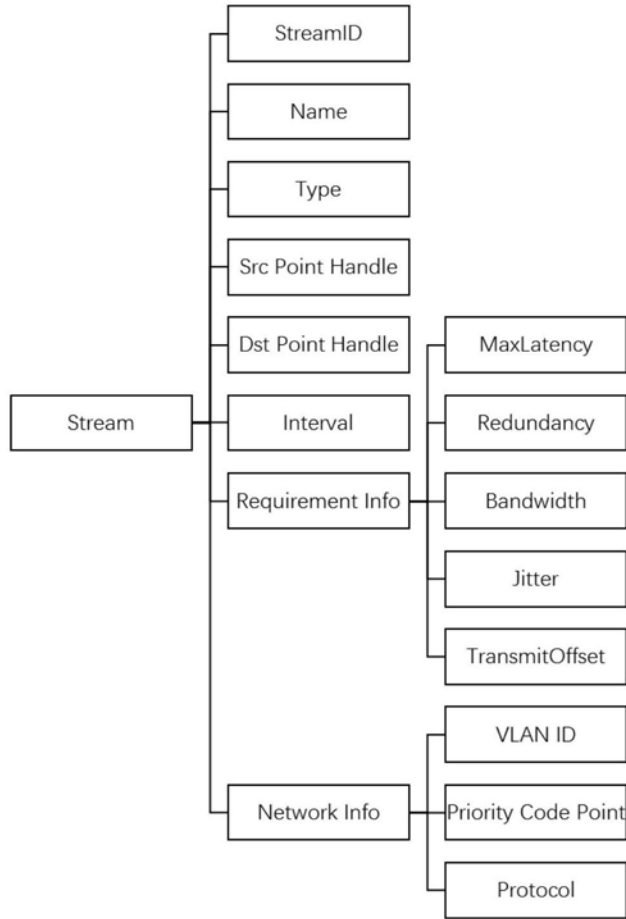 StreamID
Name
Type
Src Point Handle
Dst Point Handle
MaxLatency
Stream
Interval
Redundancy
Requirement Info
Bandwidth
Jitter
TransmitOffset
VLAN ID
Network Info
Priority Code Point
Protocol